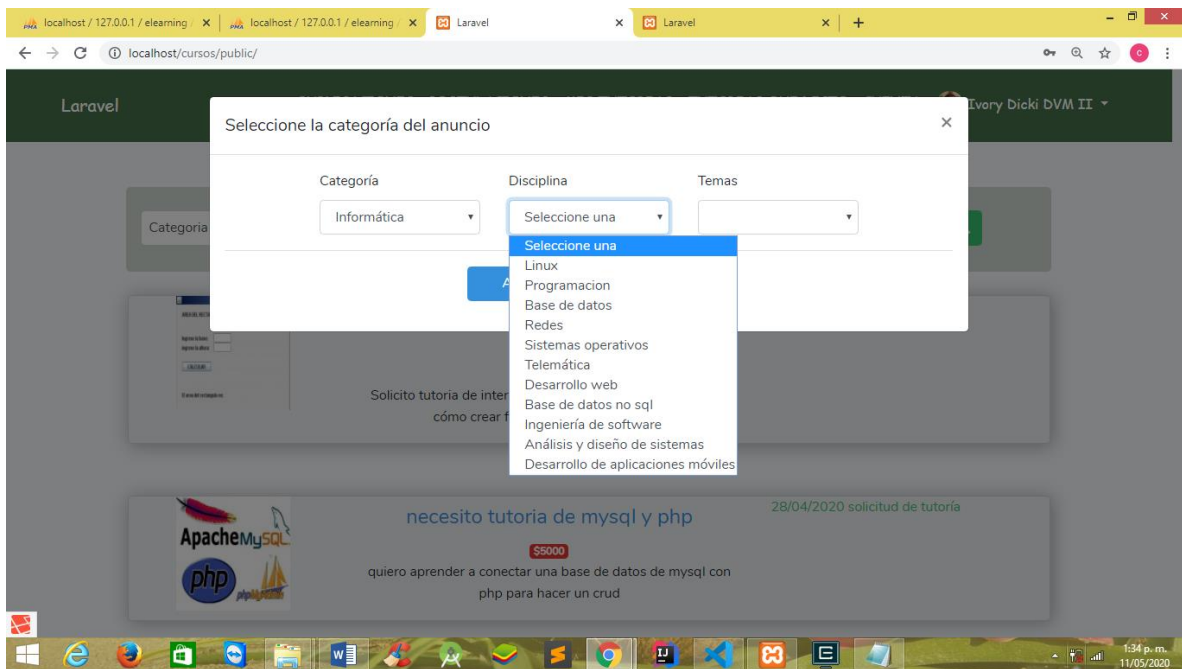 localhost / 127.0.0.1 / elearning /
localhost / 127.0.0.1 / elearning /
Laravel
Laravel
localhost/cursos/public/
Laravel
Ivory Dicki DVM II
Seleccione la categoría del anuncio
Categoría
Disciplina
Temas
Informática
Seleccione una
Categoria
Seleccione una
Linux
Programacion
Base de datos
Redes
Sistemas operativos
Telemática
Desarrollo web
Base de datos no sql
Ingeniería de software
Análisis y diseño de sistemas
Desarrollo de aplicaciones móviles
A
CALCULAR
Solicito tutoria de inter
cómo crear f
necesito tutoria de mysql y php
28/04/2020 solicitud de tutoría
$5000
quiero aprender a conectar una base de datos de mysql con
php para hacer un crud
Apache MySQL
php
phpMyAdmin
1:34 p. m.
11/05/2020